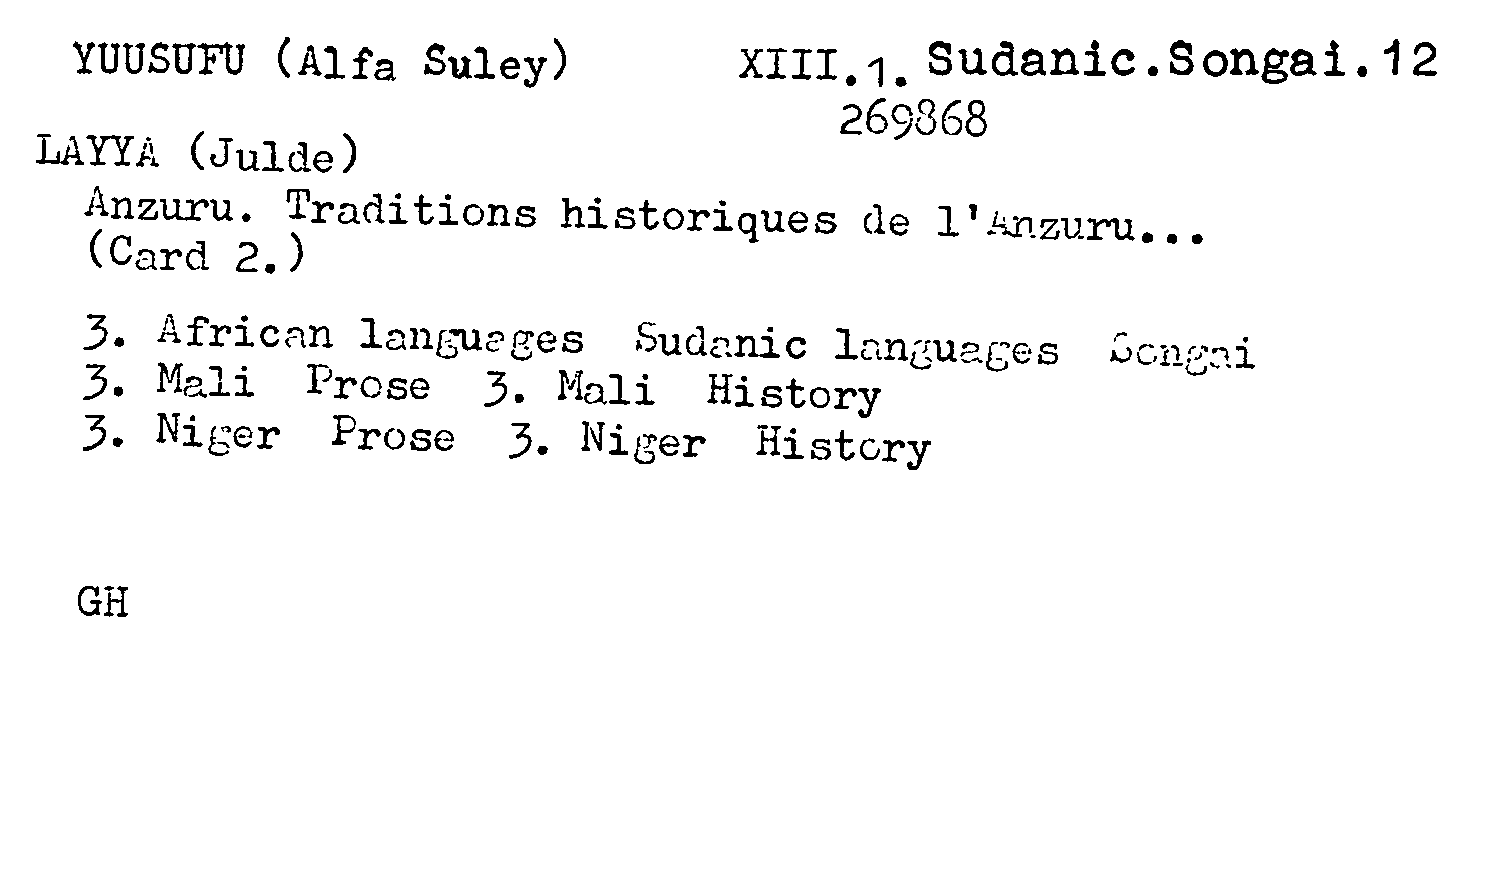 YUUSUFU (Alfa Suley) XIII.1. Sudanic.Songai.12
269868
LAYYA (Julde)
Anzuru. Traditions historiques de l'Anzuru...
(Card 2.)
3. African languages Sudanic languages Songai
3. Mali Prose 3. Mali History
3. Niger Prose 3. Niger History
GH